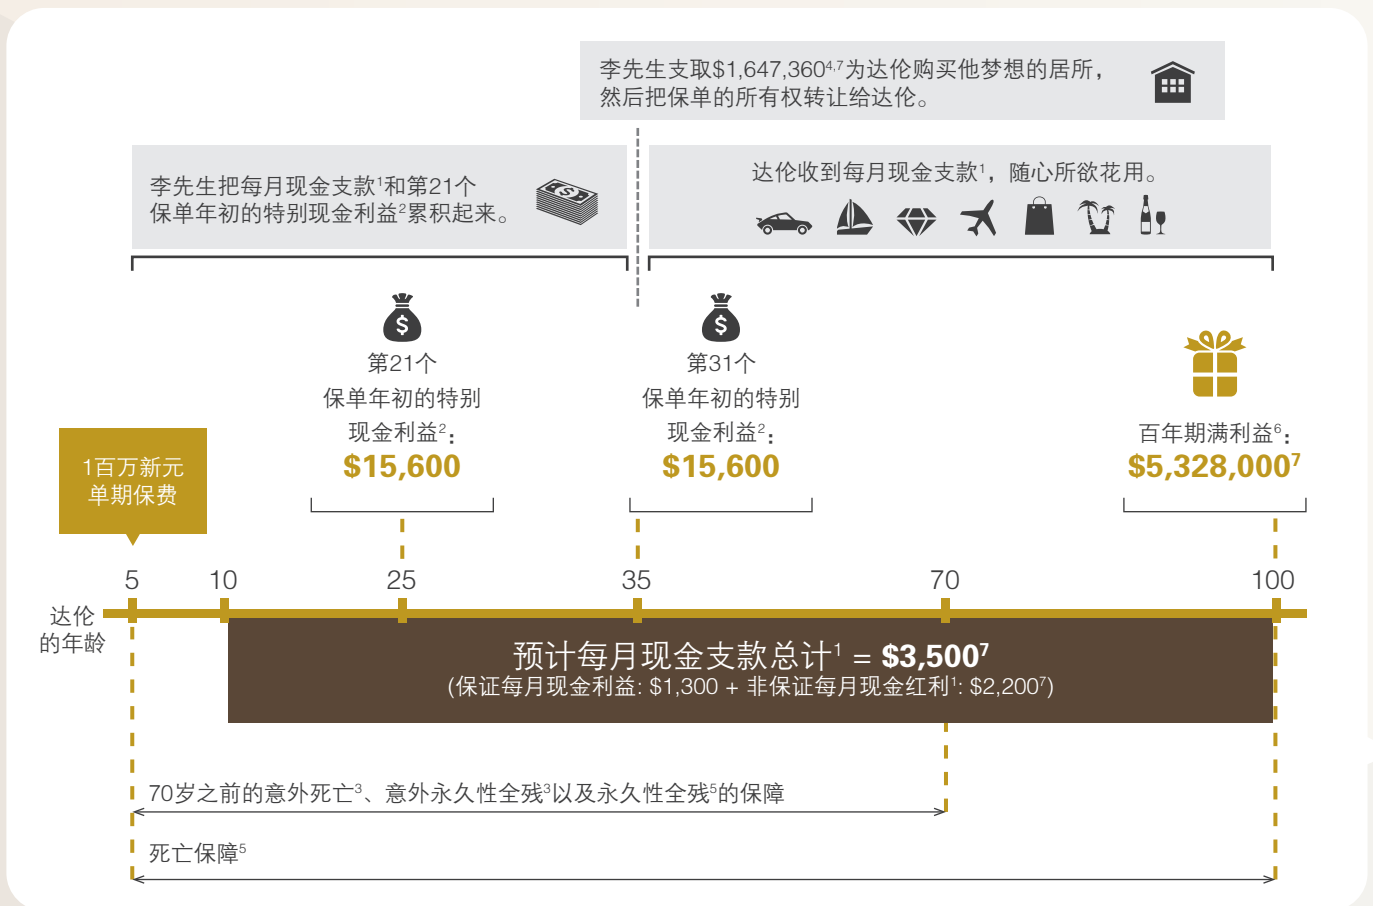 李先生支取$1,647,360⁴,⁷为达伦购买他梦想的居所，
然后把保单的所有权转让给达伦。
李先生把每月现金支款¹和第21个
保单年初的特别现金利益²累积起来。
达伦收到每月现金支款¹，随心所欲花用。
第21个
保单年初的特别
现金利益²：
$15,600
第31个
保单年初的特别
现金利益²：
$15,600
百年期满利益⁶：
$5,328,000⁷
1百万新元
单期保费
5 10 25 35 70 100
达伦
的年龄
预计每月现金支款总计¹ = $3,500⁷
(保证每月现金利益: $1,300 + 非保证每月现金红利¹: $2,200⁷)
70岁之前的意外死亡³、意外永久性全残³以及永久性全残⁵的保障
死亡保障⁵